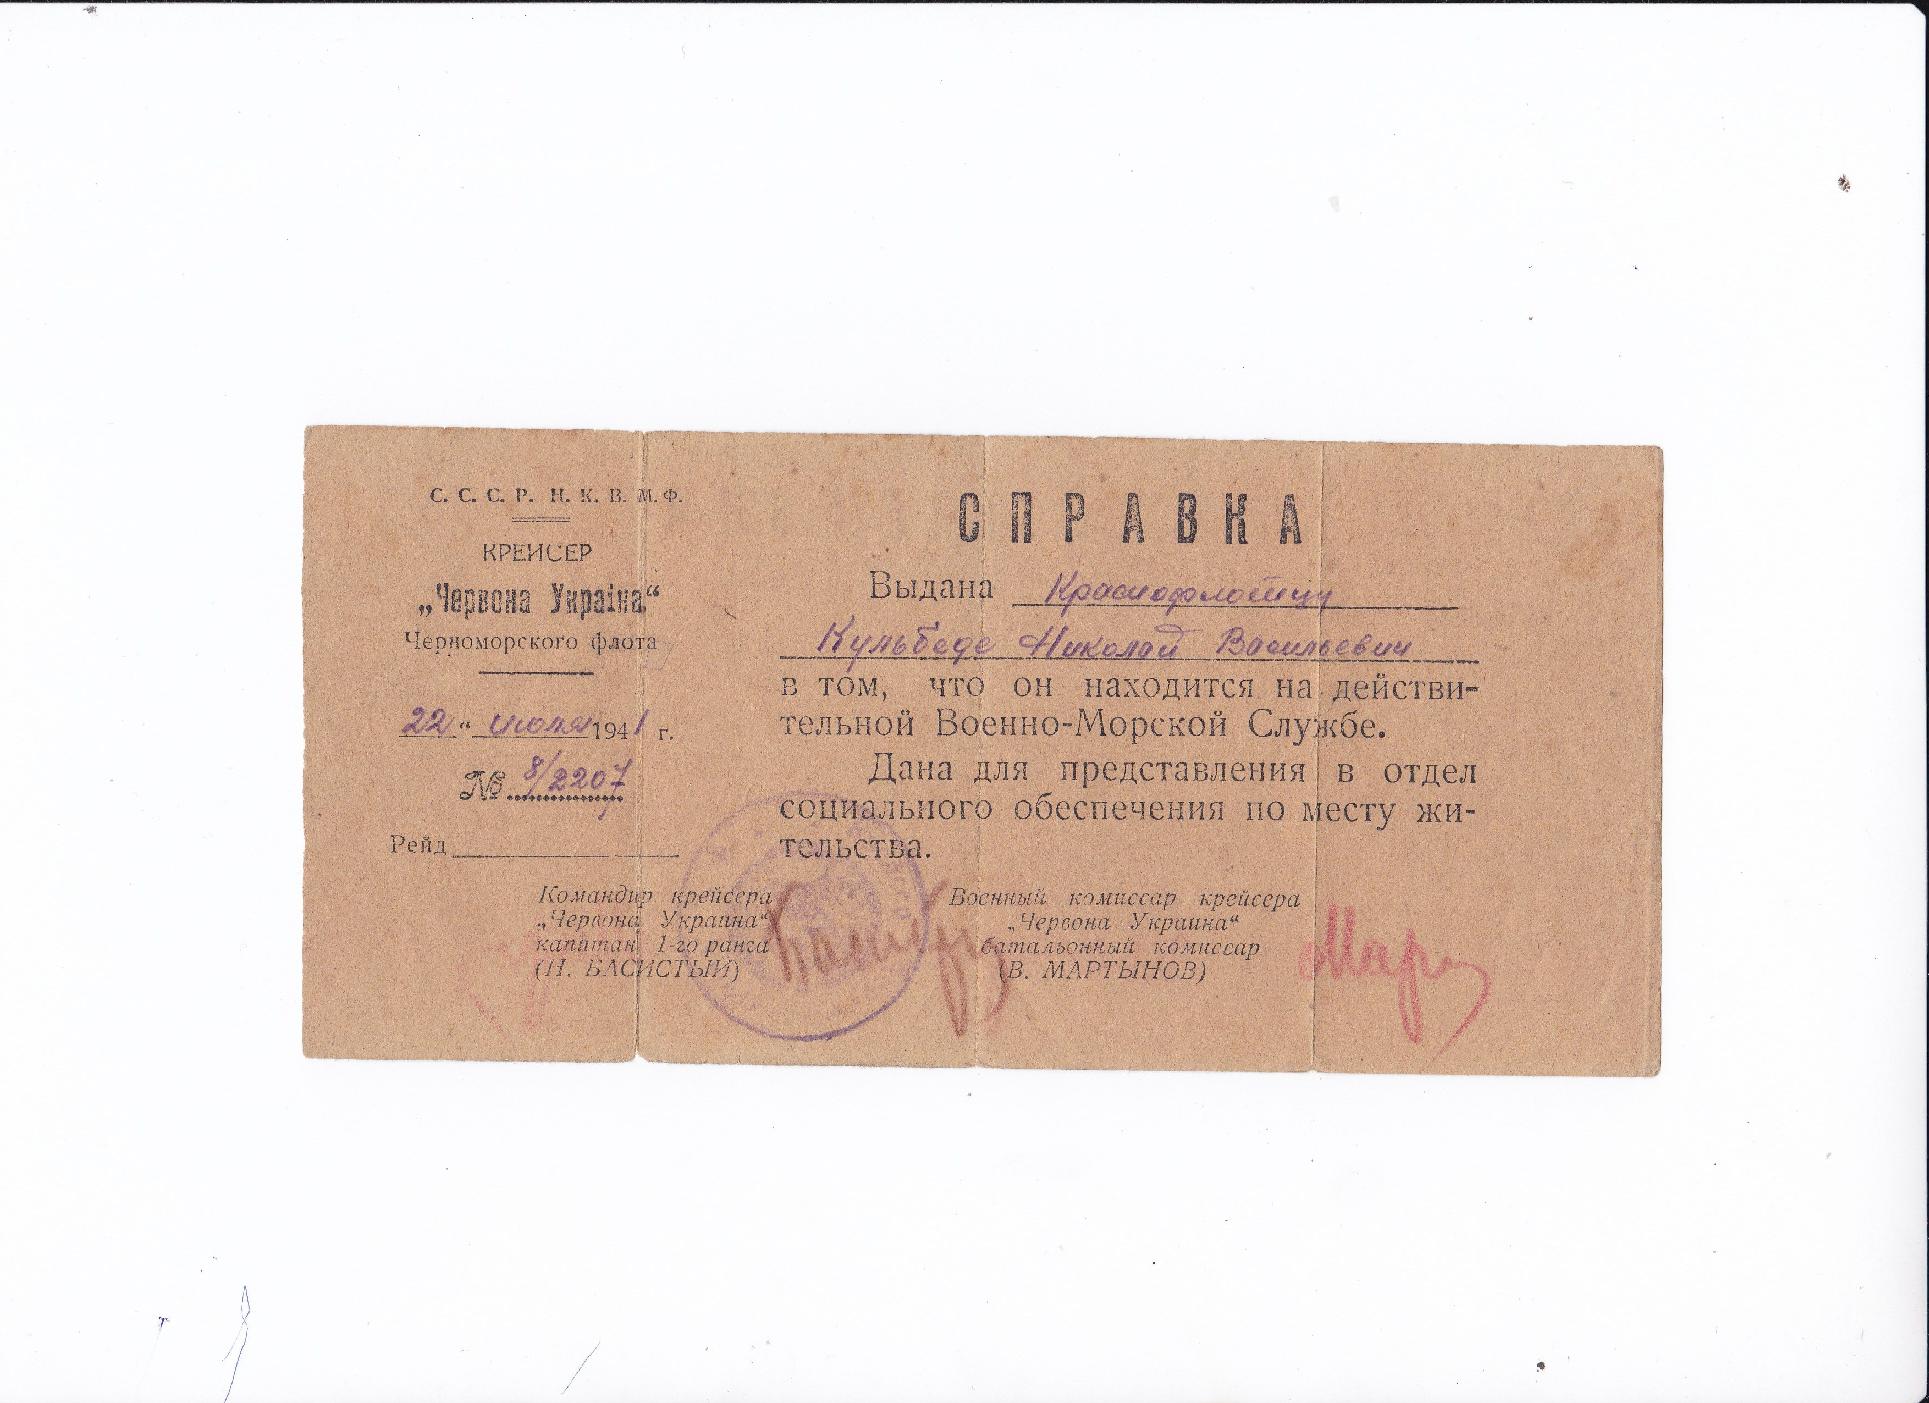 С. С. С. Р. Н. К. В. М. Ф.
КРЕЙСЕР
„Червона Україна“
Черноморского флота
22 “ июля 1941 г.
№ 8/2207
Рейд
СПРАВКА
Выдана Краснофлотцу
Кульбеде Николай Васильевич
в том, что он находится на действи-
тельной Военно-Морской Службе.
Дана для представления в отдел
социального обеспечения по месту жи-
тельства.
Командир крейсера
„Червона Украина“
капитан 1-го ранга
(Н. БАСИСТЫЙ)
Военный комиссар крейсера
„Червона Украина“
батальонный комиссар
(В. МАРТЫНОВ)